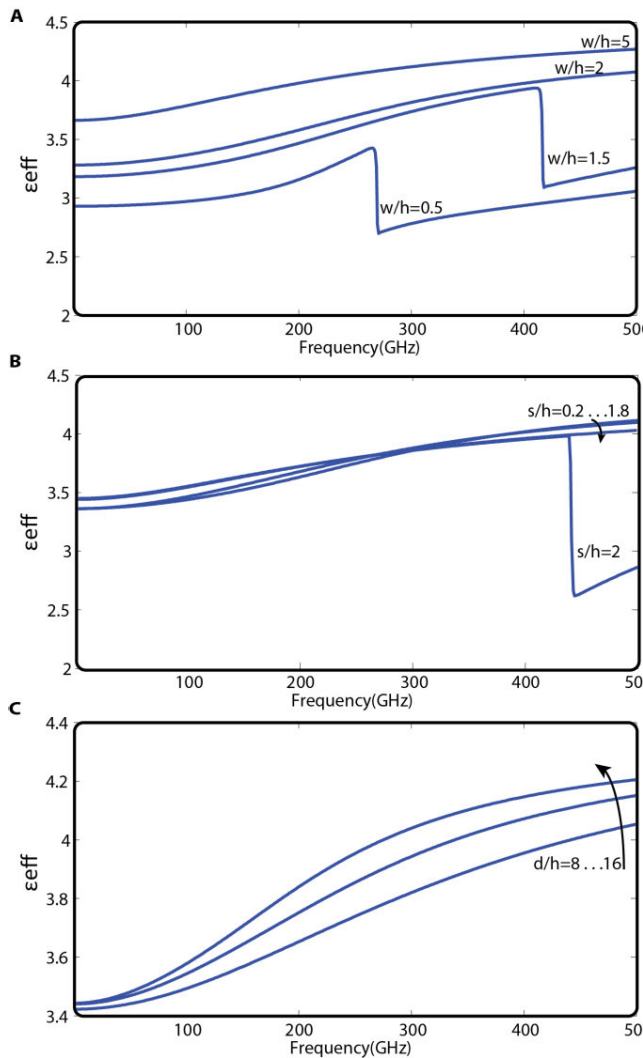 A
4.5
4
3.5
3
2.5
2
εeff
w/h=5
w/h=2
w/h=1.5
w/h=0.5
100
200
300
400
50
Frequency(GHz)
B
4.5
4
3.5
3
2.5
2
εeff
s/h=0.2 . . . 1.8
s/h=2
100
200
300
400
50
Frequency(GHz)
C
4.4
4.2
4
3.8
3.6
3.4
εeff
d/h=8 . . . 16
100
200
300
400
50
Frequency(GHz)